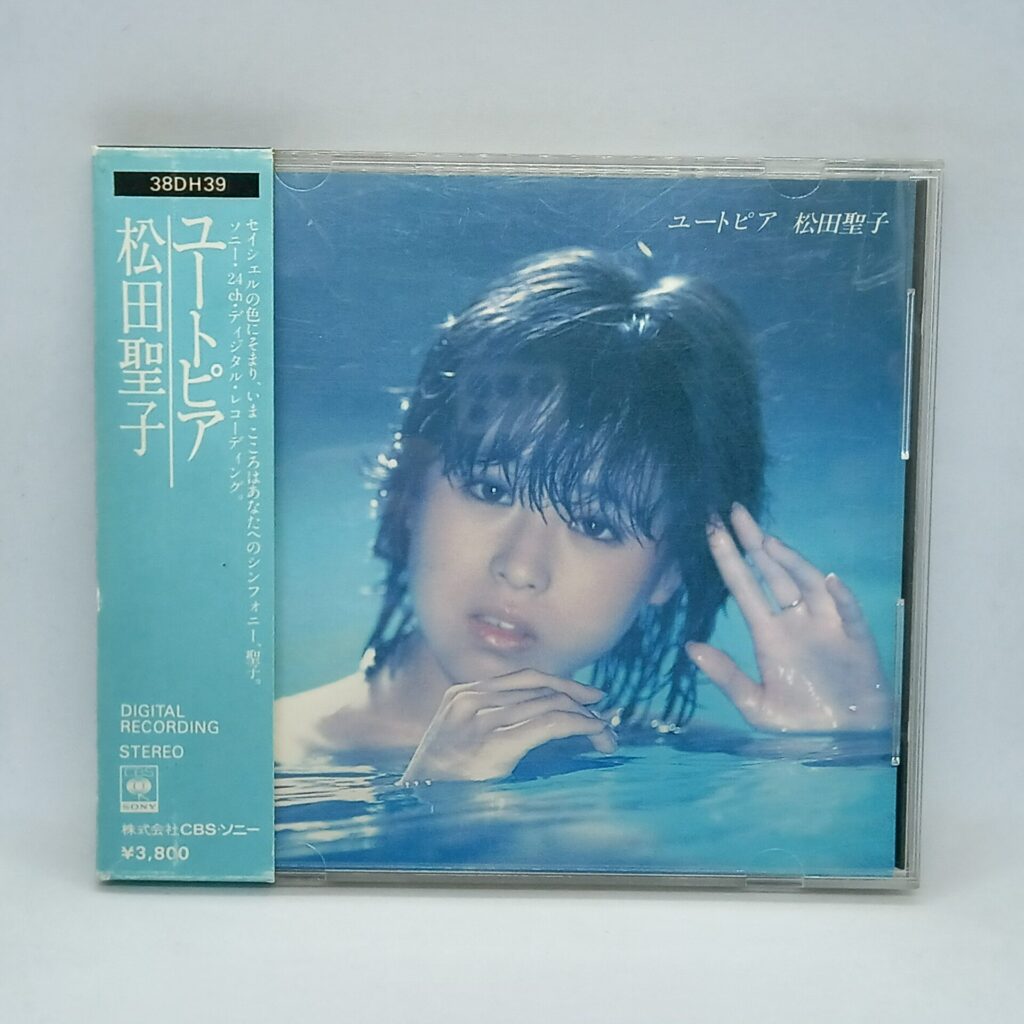 38DH39
ユートピア
松田聖子
セイシェルの色にそまり、いま こころはあなたへのシンフォニー、聖子。
ソニー・24ch・ディジタル・レコーディング。
DIGITAL
RECORDING
STEREO
CBS
SONY
株式会社CBS・ソニー
¥3,800
ユートピア 松田聖子